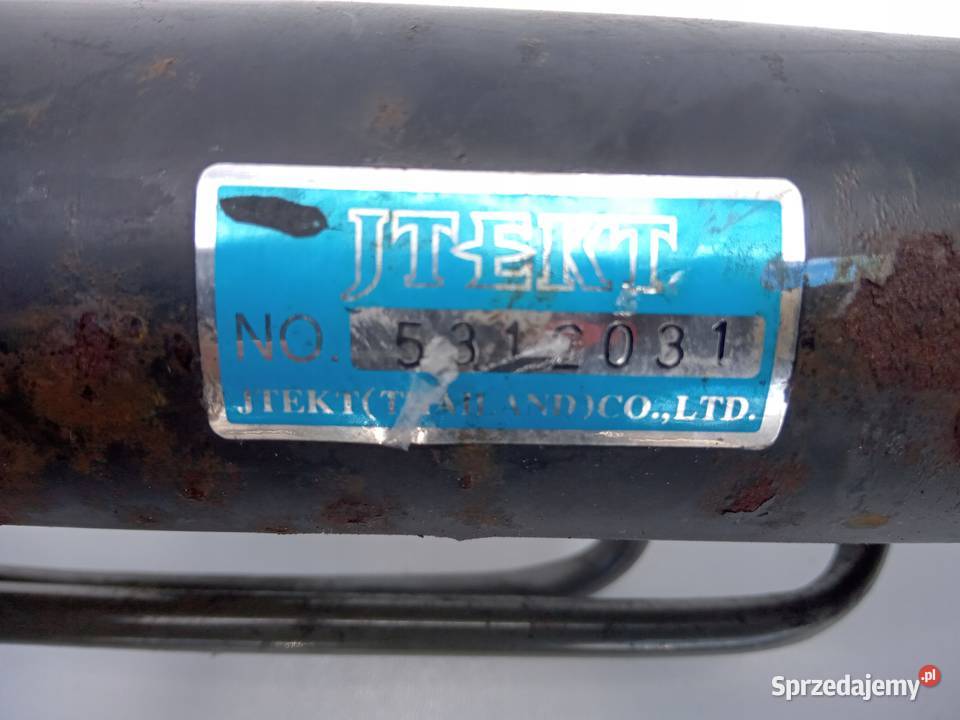 JTEKT
NO. 5312031
JTEKT(THAILAND)CO.,LTD.
Sprzedajemy.pl